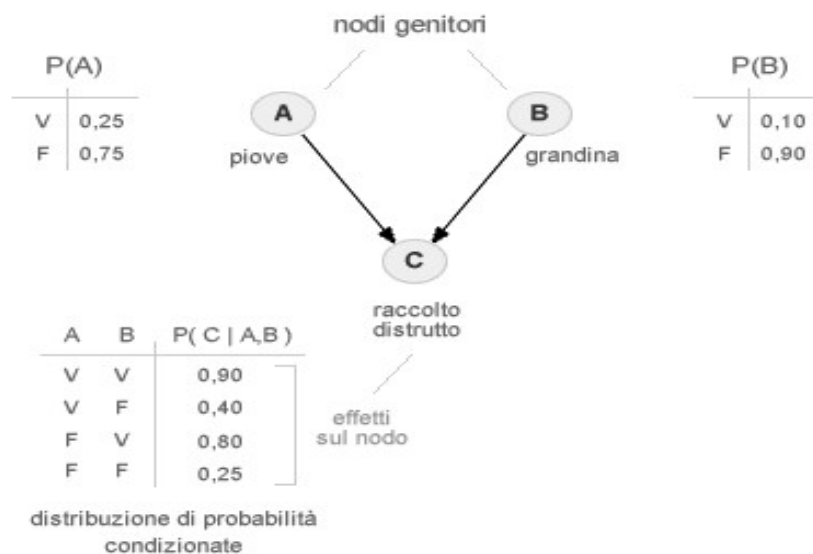 nodi genitori
P(A)
V 0,25
F 0,75
A
piove
B
grandina
P(B)
V 0,10
F 0,90
C
raccolto
distrutto
A B P( C | A,B )
V V 0,90
V F 0,40
F V 0,80
F F 0,25
effetti
sul nodo
distribuzione di probabilità
condizionate